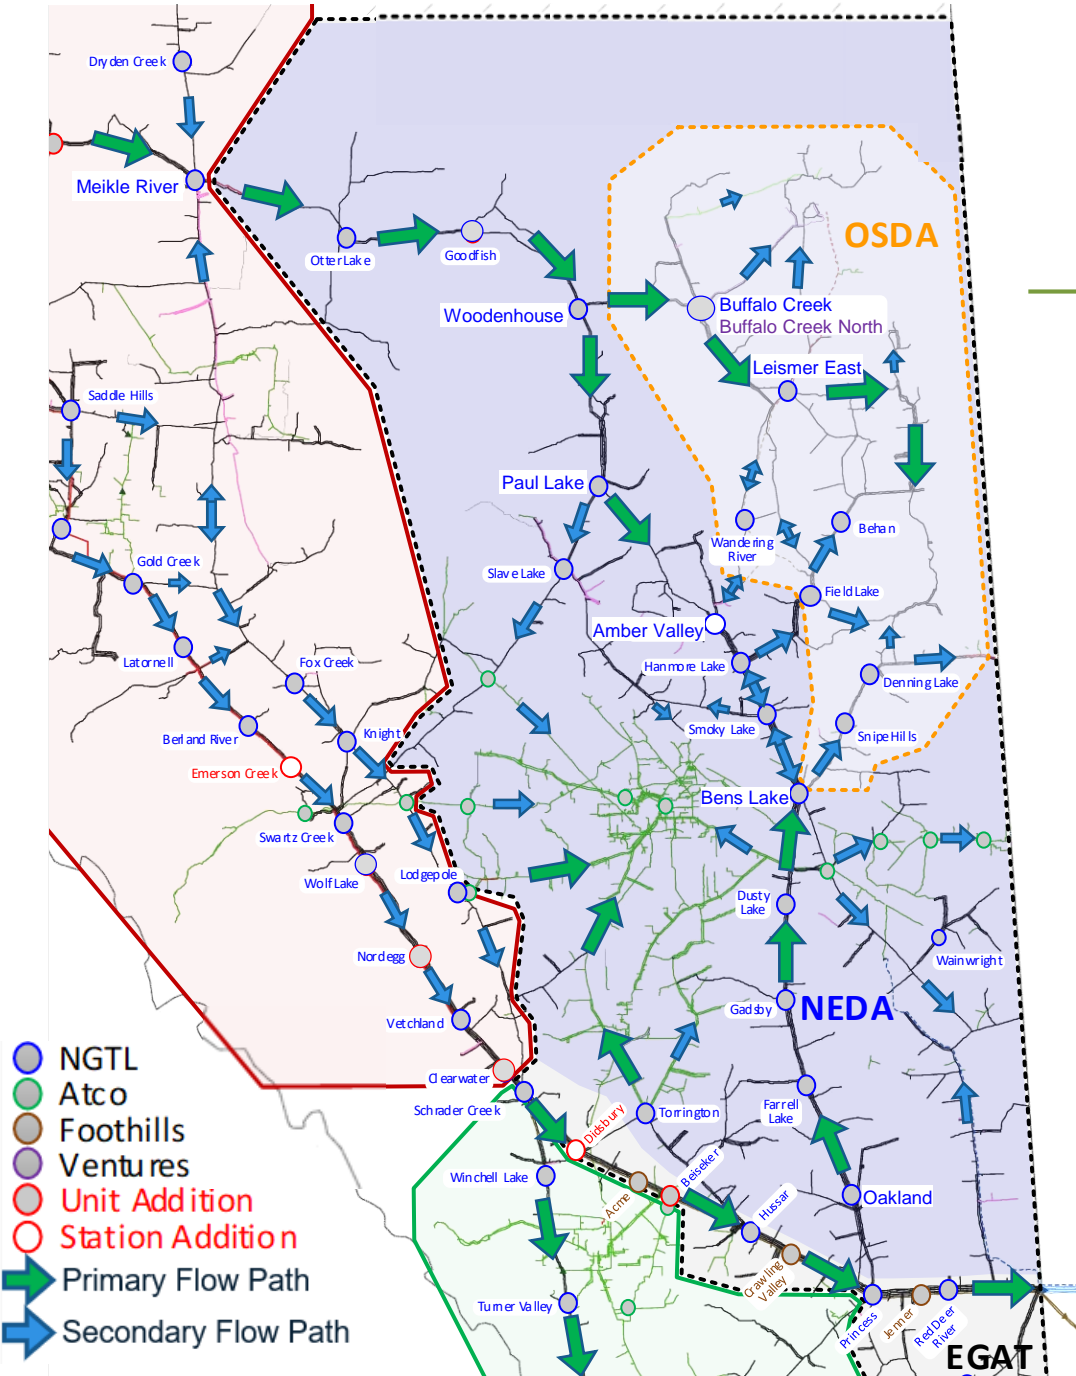 Dryden Creek
Meikle River
OSDA
Otter Lake
Goodfish
Woodenhouse
Buffalo Creek
Buffalo Creek North
Leismer East
Saddle Hills
Paul Lake
Wandering
River
Behan
Gold Creek
Slave Lake
Field Lake
Amber Valley
Latornell
Fox Creek
Hanmore Lake
Denning Lake
Berland River
Knight
Smoky Lake
Snipe Hills
Emerson Creek
Bens Lake
Swartz Creek
Wolf Lake
Lodgepole
Dusty
Lake
Wainwright
Nordegg
Gadsby
NEDA
Vetchland
NGTL
Clearwater
Atco
Schrader Creek
Didsbury
Torrington
Farrell
Lake
Foothills
Ventures
Winchell Lake
Acme
Beiseker
Unit Addition
Hussar
Oakland
Station Addition
Crawling
Valley
Primary Flow Path
Turner Valley
Princess
Jenner
Red Deer
River
Secondary Flow Path
EGAT